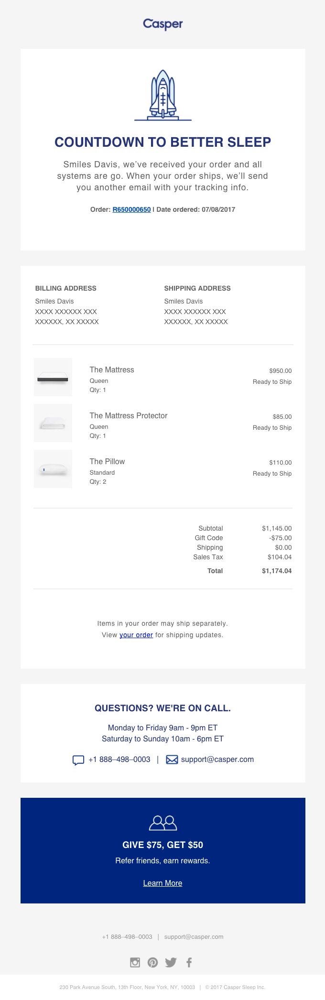 Casper
COUNTDOWN TO BETTER SLEEP
Smiles Davis, we’ve received your order and all
systems are go. When your order ships, we’ll send
you another email with your tracking info.
Order: R650000650 | Date ordered: 07/08/2017
BILLING ADDRESS
Smiles Davis
XXXX XXXXXX XXX
XXXXXX, XX XXXXX
SHIPPING ADDRESS
Smiles Davis
XXXX XXXXXX XXX
XXXXXX, XX XXXXX
The Mattress
Queen
Qty: 1
$950.00
Ready to Ship
The Mattress Protector
Queen
Qty: 1
$85.00
Ready to Ship
The Pillow
Standard
Qty: 2
$110.00
Ready to Ship
Subtotal $1,145.00
Gift Code -$75.00
Shipping $0.00
Sales Tax $104.04
Total $1,174.04
Items in your order may ship separately.
View your order for shipping updates.
QUESTIONS? WE'RE ON CALL.
Monday to Friday 9am - 9pm ET
Saturday to Sunday 10am - 6pm ET
+1 888–498–0003 | support@casper.com
GIVE $75, GET $50
Refer friends, earn rewards.
Learn More
+1 888–498–0003 | support@casper.com
230 Park Avenue South, 13th Floor, New York, NY, 10003 | © 2017 Casper Sleep Inc.